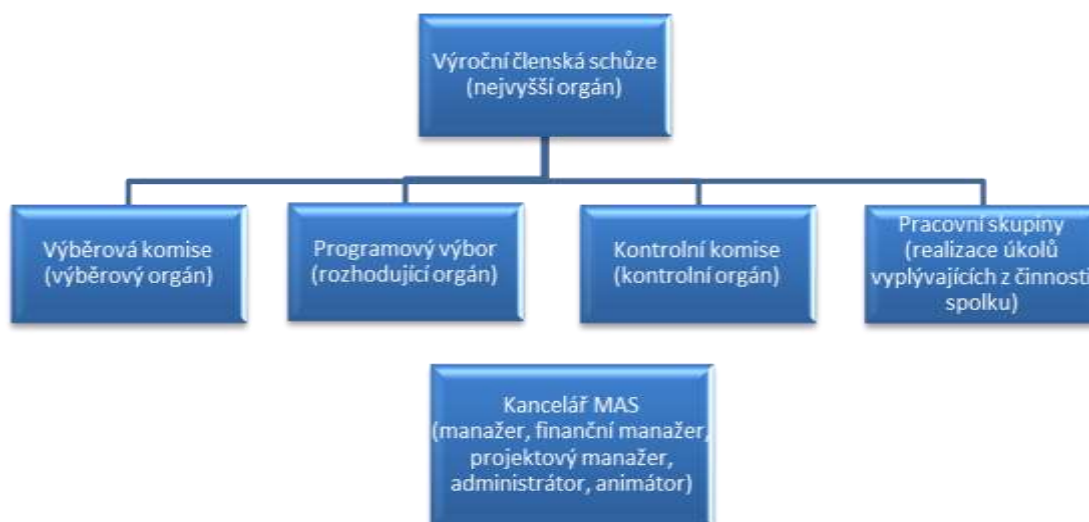 Výroční členská schůze
(nejvyšší orgán)
Výběrová komise
(výběrový orgán)
Programový výbor
(rozhodující orgán)
Kontrolní komise
(kontrolní orgán)
Pracovní skupiny
(realizace úkolů
vyplývajících z činnosti
spolku)
Kancelář MAS
(manažer, finanční manažer,
projektový manažer,
administrátor, animátor)